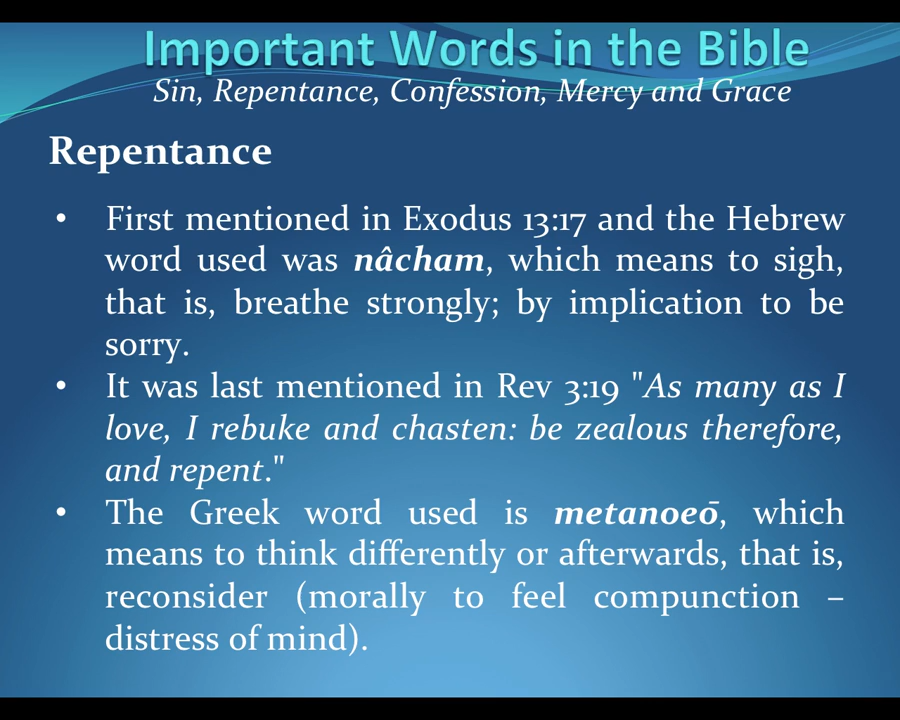 Important Words in the Bible
Sin, Repentance, Confession, Mercy and Grace
Repentance
• First mentioned in Exodus 13:17 and the Hebrew
word used was nâcham, which means to sigh,
that is, breathe strongly; by implication to be
sorry.
• It was last mentioned in Rev 3:19 "As many as I
love, I rebuke and chasten: be zealous therefore,
and repent."
• The Greek word used is metanoeō, which
means to think differently or afterwards, that is,
reconsider (morally to feel compunction –
distress of mind).